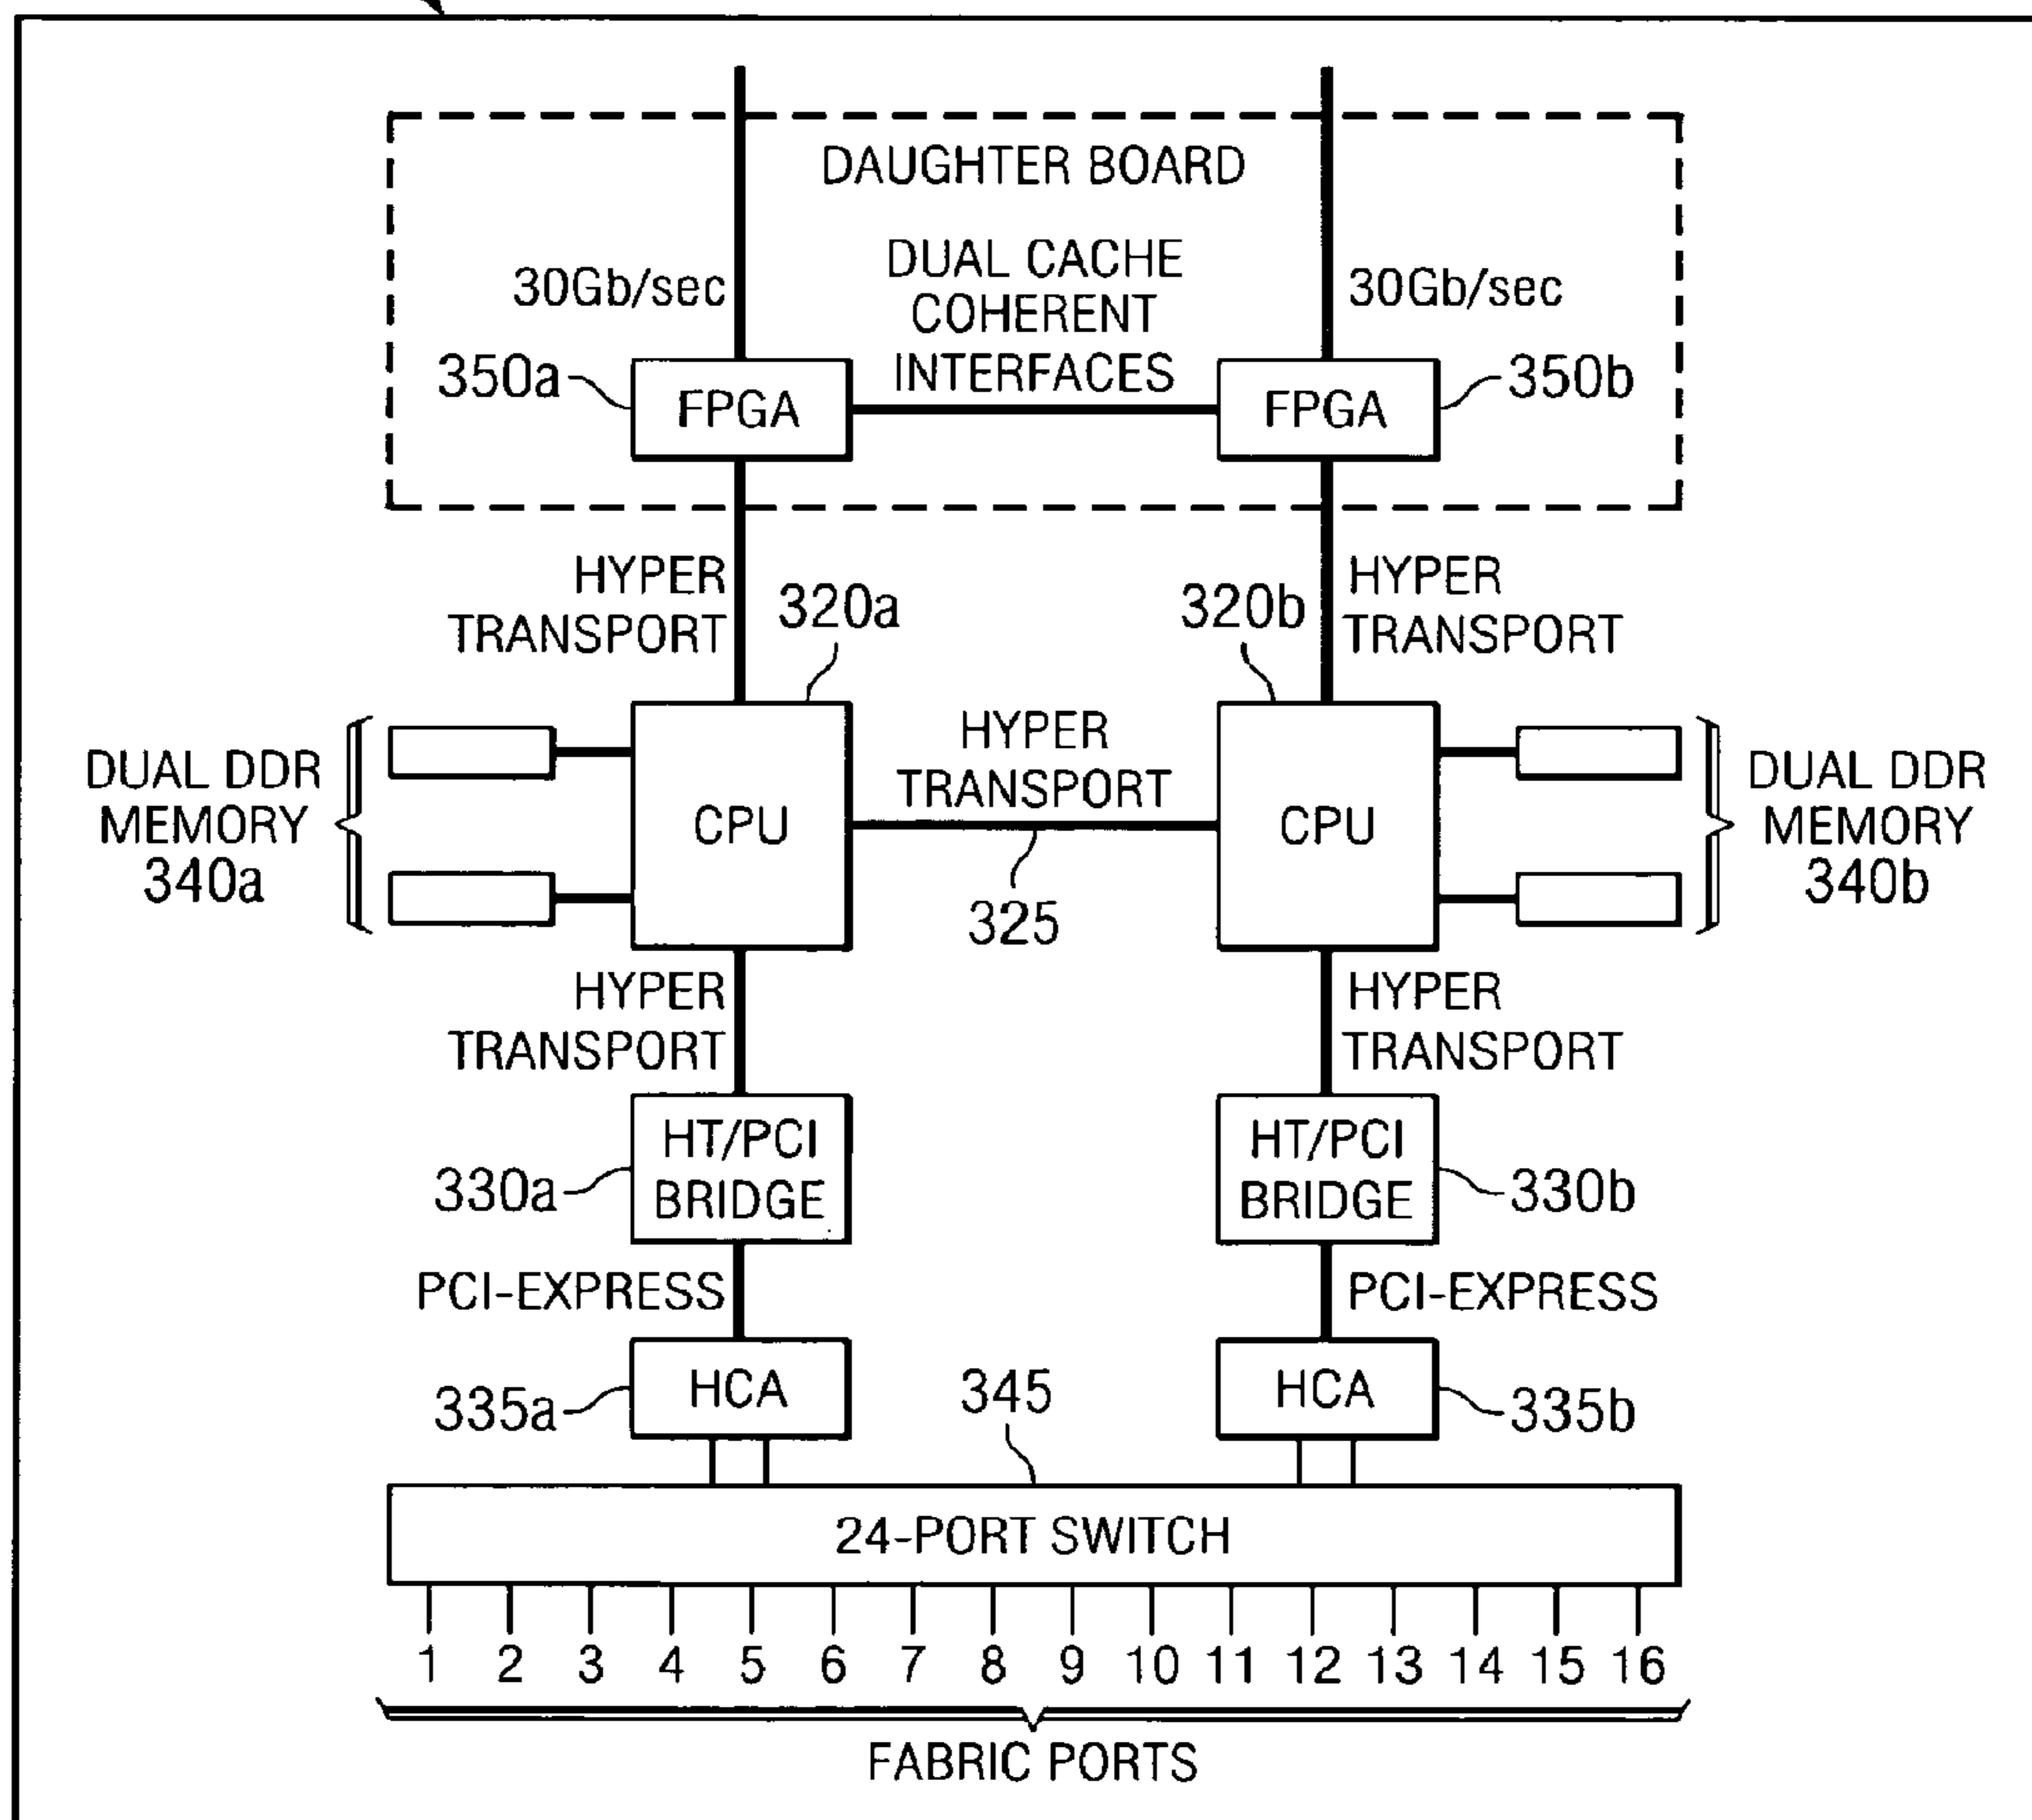 DAUGHTER BOARD
DUAL CACHE
COHERENT
INTERFACES
30Gb/sec
30Gb/sec
350a
FPGA
FPGA
350b
HYPER
TRANSPORT
320a
320b
HYPER
TRANSPORT
DUAL DDR
MEMORY
340a
CPU
HYPER
TRANSPORT
325
CPU
DUAL DDR
MEMORY
340b
HYPER
TRANSPORT
HYPER
TRANSPORT
330a
HT/PCI
BRIDGE
HT/PCI
BRIDGE
330b
PCI-EXPRESS
PCI-EXPRESS
335a
HCA
345
HCA
335b
24-PORT SWITCH
1 2 3 4 5 6 7 8 9 10 11 12 13 14 15 16
FABRIC PORTS